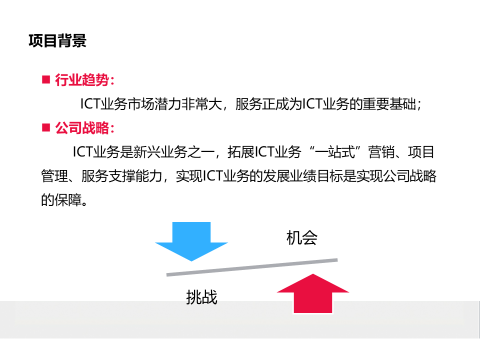 项目背景
行业趋势：
ICT业务市场潜力非常大，服务正成为ICT业务的重要基础；
公司战略：
ICT业务是新兴业务之一，拓展ICT业务“一站式”营销、项目
管理、服务支撑能力，实现ICT业务的发展业绩目标是实现公司战略
的保障。
机会
挑战